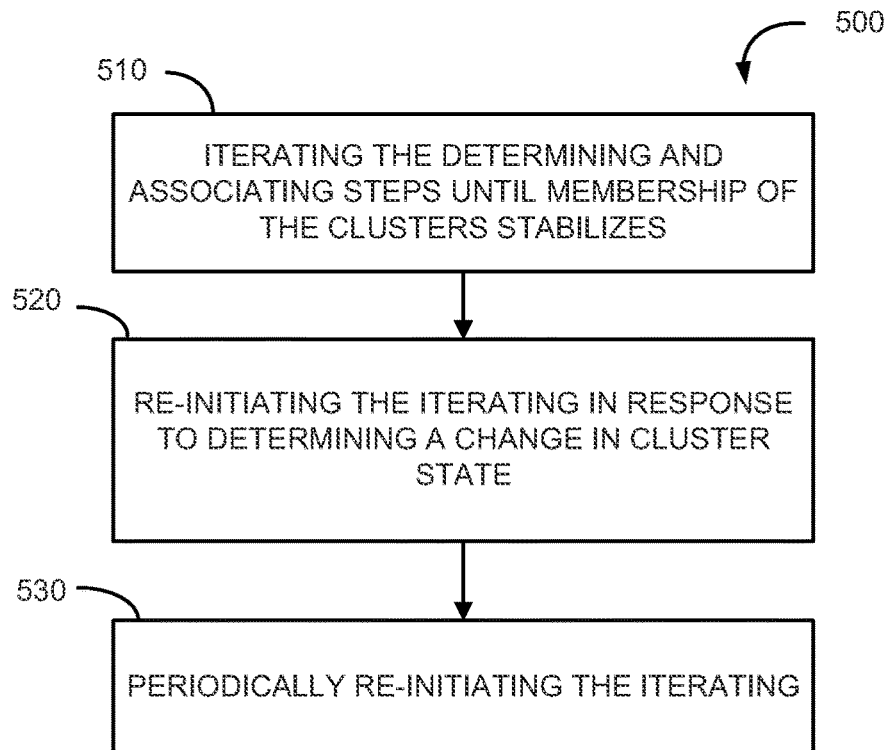 500
510
ITERATING THE DETERMINING AND
ASSOCIATING STEPS UNTIL MEMBERSHIP OF
THE CLUSTERS STABILIZES
520
RE-INITIATING THE ITERATING IN RESPONSE
TO DETERMINING A CHANGE IN CLUSTER
STATE
530
PERIODICALLY RE-INITIATING THE ITERATING